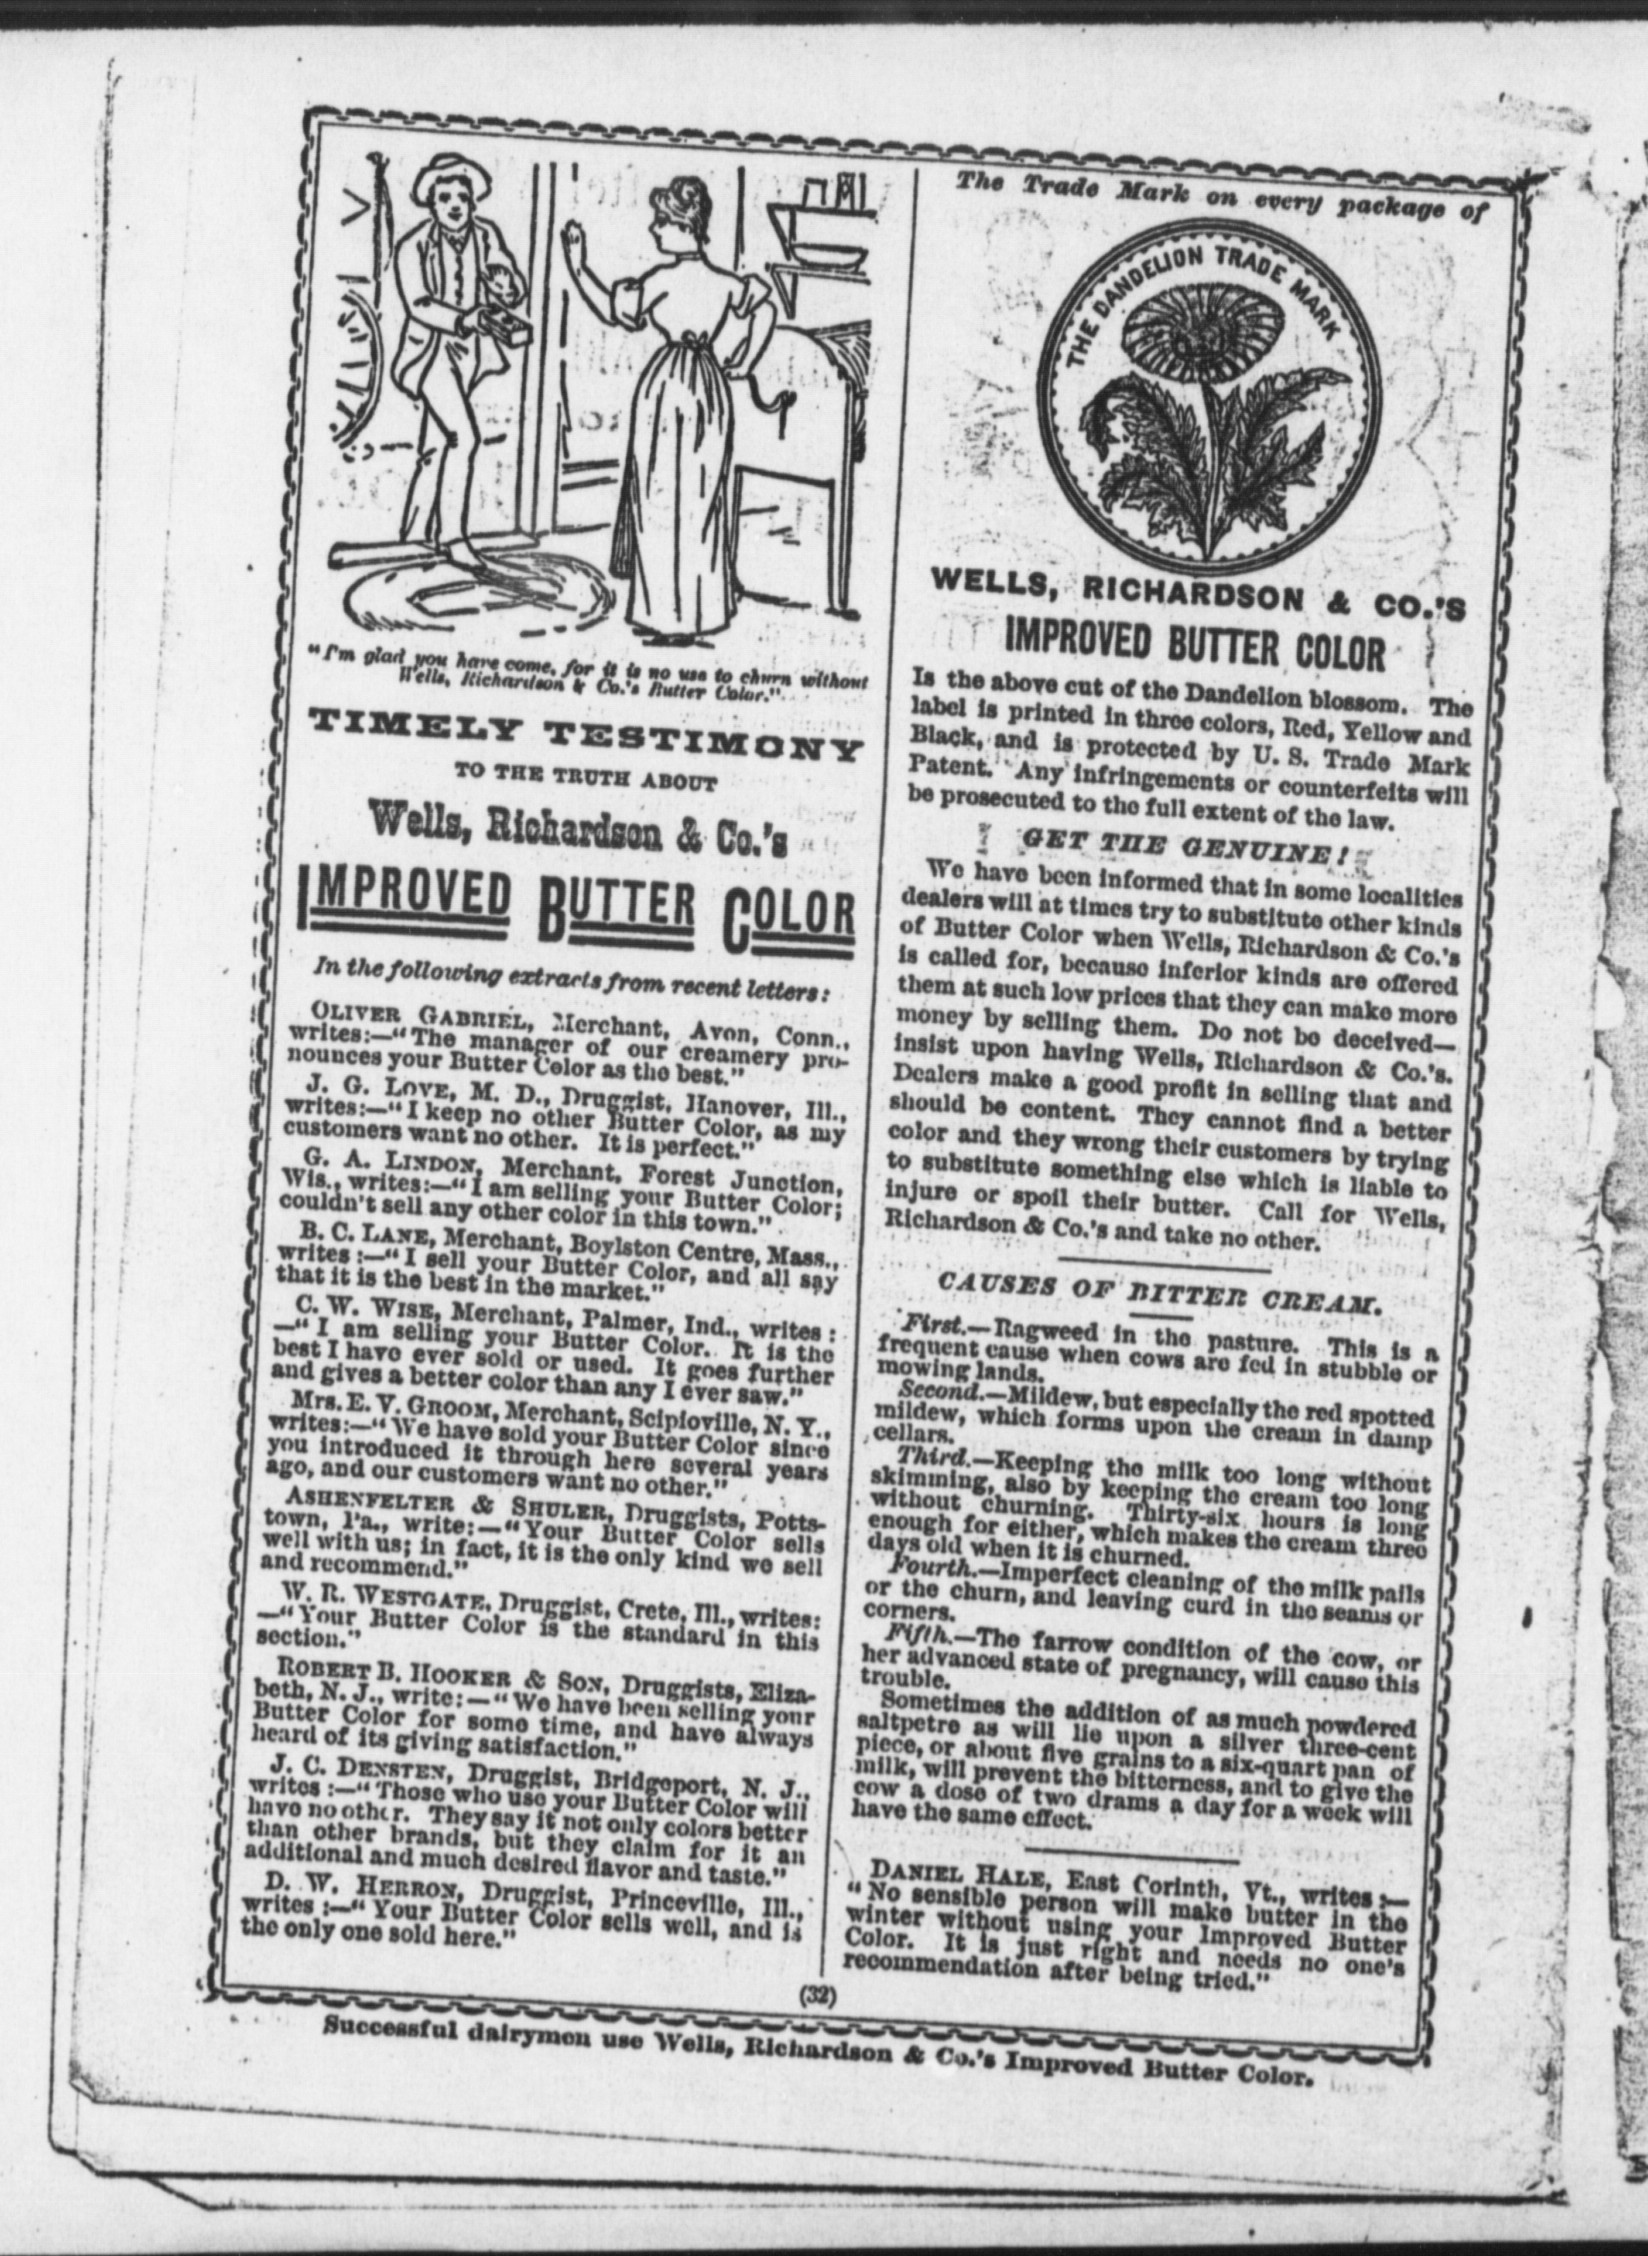 "I'm glad you have come, for it is no use to churn without
Wells, Richardson & Co.'s Butter Color."
TIMELY TESTIMONY
TO THE TRUTH ABOUT
Wells, Richardson & Co.'s
IMPROVED BUTTER COLOR
In the following extracts from recent letters:
OLIVER GABRIEL, Merchant, Avon, Conn.,
writes:—"The manager of our creamery pro-
nounces your Butter Color as the best."
J. G. LOVE, M. D., Druggist, Hanover, Ill.,
writes:—"I keep no other Butter Color, as my
customers want no other. It is perfect."
G. A. LINDON, Merchant, Forest Junction,
Wis., writes:—"I am selling your Butter Color;
couldn't sell any other color in this town."
B. C. LANE, Merchant, Boylston Centre, Mass.,
writes:—"I sell your Butter Color, and all say
that it is the best in the market."
C. W. WISE, Merchant, Palmer, Ind., writes:
—"I am selling your Butter Color. It is the
best I have ever sold or used. It goes further
and gives a better color than any I ever saw."
Mrs. E. V. GROOM, Merchant, Scipioville, N. Y.,
writes:—"We have sold your Butter Color since
you introduced it through here several years
ago, and our customers want no other."
ASHENFELTER & SHULER, Druggists, Potts-
town, Pa., write:—"Your Butter Color sells
well with us; in fact, it is the only kind we sell
and recommend."
W. R. WESTGATE, Druggist, Crete, Ill., writes:
—"Your Butter Color is the standard in this
section."
ROBERT B. HOOKER & SON, Druggists, Eliza-
beth, N. J., write:—"We have been selling your
Butter Color for some time, and have always
heard of its giving satisfaction."
J. C. DENSTEN, Druggist, Bridgeport, N. J.,
writes:—"Those who use your Butter Color will
have no other. They say it not only colors better
than other brands, but they claim for it an
additional and much desired flavor and taste."
D. W. HERRON, Druggist, Princeville, Ill.,
writes:—"Your Butter Color sells well, and is
the only one sold here."
The Trade Mark on every package of
THE DANDELION TRADE MARK
WELLS, RICHARDSON & CO.'S
IMPROVED BUTTER COLOR
Is the above cut of the Dandelion blossom. The
label is printed in three colors, Red, Yellow and
Black, and is protected by U. S. Trade Mark
Patent. Any infringements or counterfeits will
be prosecuted to the full extent of the law.
GET THE GENUINE!
We have been informed that in some localities
dealers will at times try to substitute other kinds
of Butter Color when Wells, Richardson & Co.'s
is called for, because inferior kinds are offered
them at such low prices that they can make more
money by selling them. Do not be deceived—
insist upon having Wells, Richardson & Co.'s.
Dealers make a good profit in selling that and
should be content. They cannot find a better
color and they wrong their customers by trying
to substitute something else which is liable to
injure or spoil their butter. Call for Wells,
Richardson & Co.'s and take no other.
CAUSES OF BITTER CREAM.
First.—Ragweed in the pasture. This is a
frequent cause when cows are fed in stubble or
mowing lands.
Second.—Mildew, but especially the red spotted
mildew, which forms upon the cream in damp
cellars.
Third.—Keeping the milk too long without
skimming, also by keeping the cream too long
without churning. Thirty-six hours is long
enough for either, which makes the cream three
days old when it is churned.
Fourth.—Imperfect cleaning of the milk pails
or the churn, and leaving curd in the seams or
corners.
Fifth.—The farrow condition of the cow, or
her advanced state of pregnancy, will cause this
trouble.
Sometimes the addition of as much powdered
saltpetre as will lie upon a silver three-cent
piece, or about five grains to a six-quart pan of
milk, will prevent the bitterness, and to give the
cow a dose of two drams a day for a week will
have the same effect.
DANIEL HALE, East Corinth, Vt., writes:—
"No sensible person will make butter in the
winter without using your Improved Butter
Color. It is just right and needs no one's
recommendation after being tried."
(32)
Successful dairymen use Wells, Richardson & Co.'s Improved Butter Color.